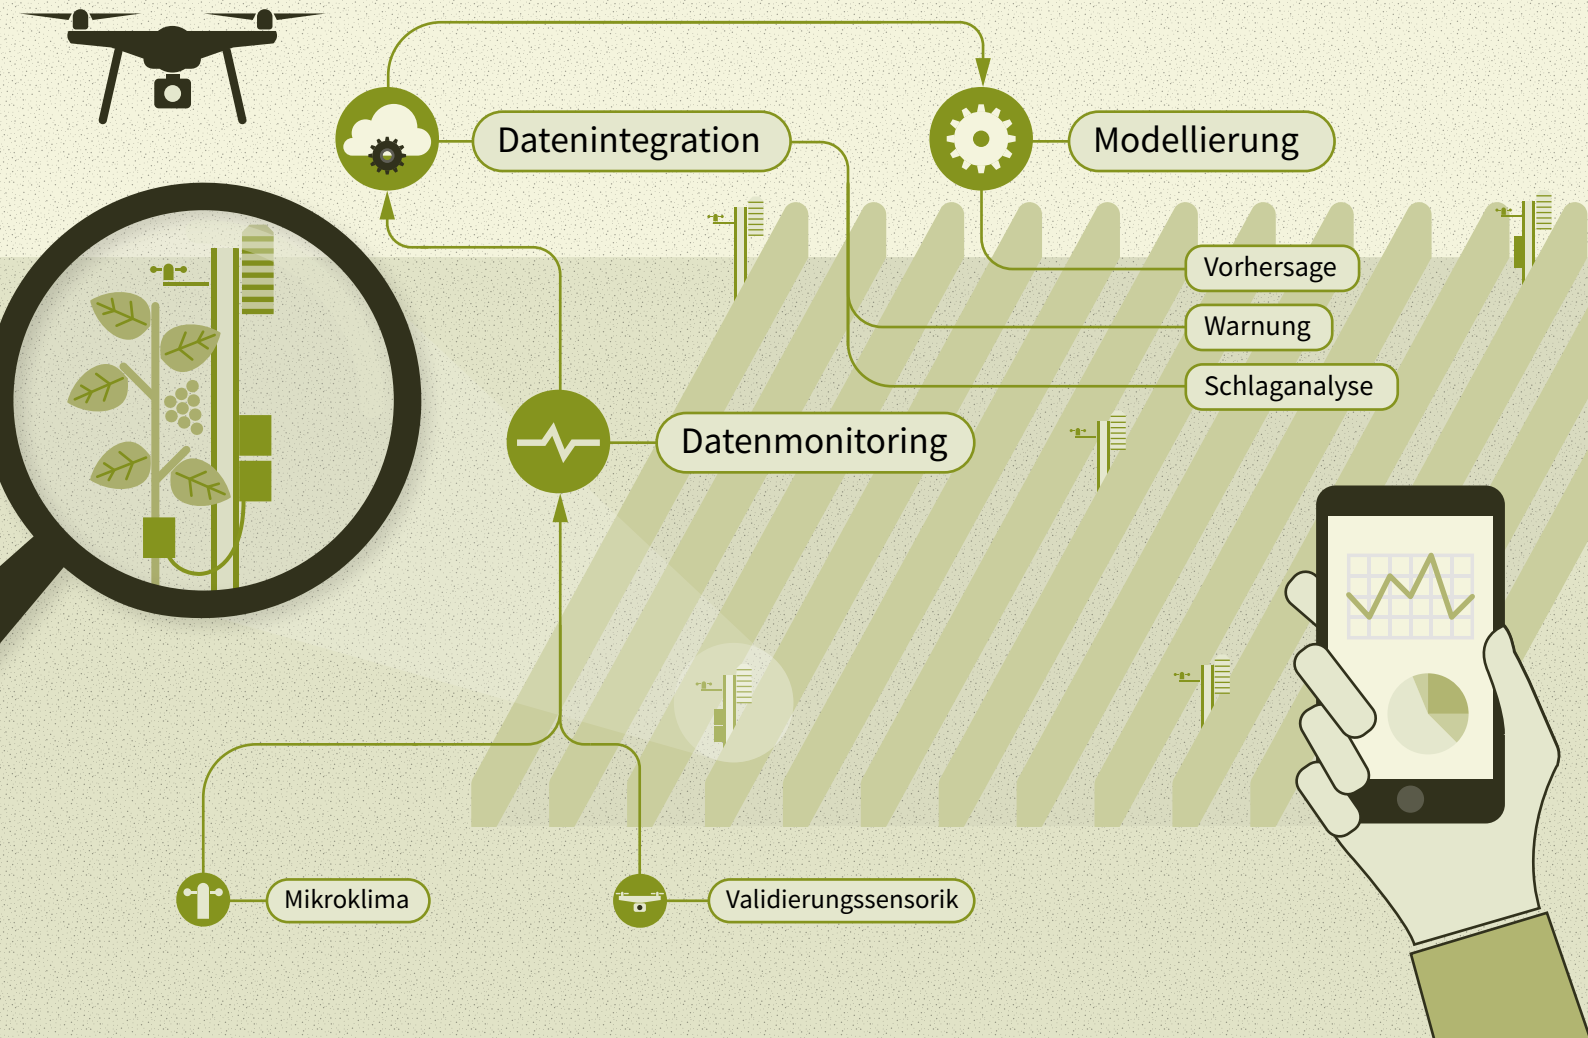 Datenintegration
Modellierung
Vorhersage
Warnung
Schlaganalyse
Datenmonitoring
Mikroklima
Validierungssensorik